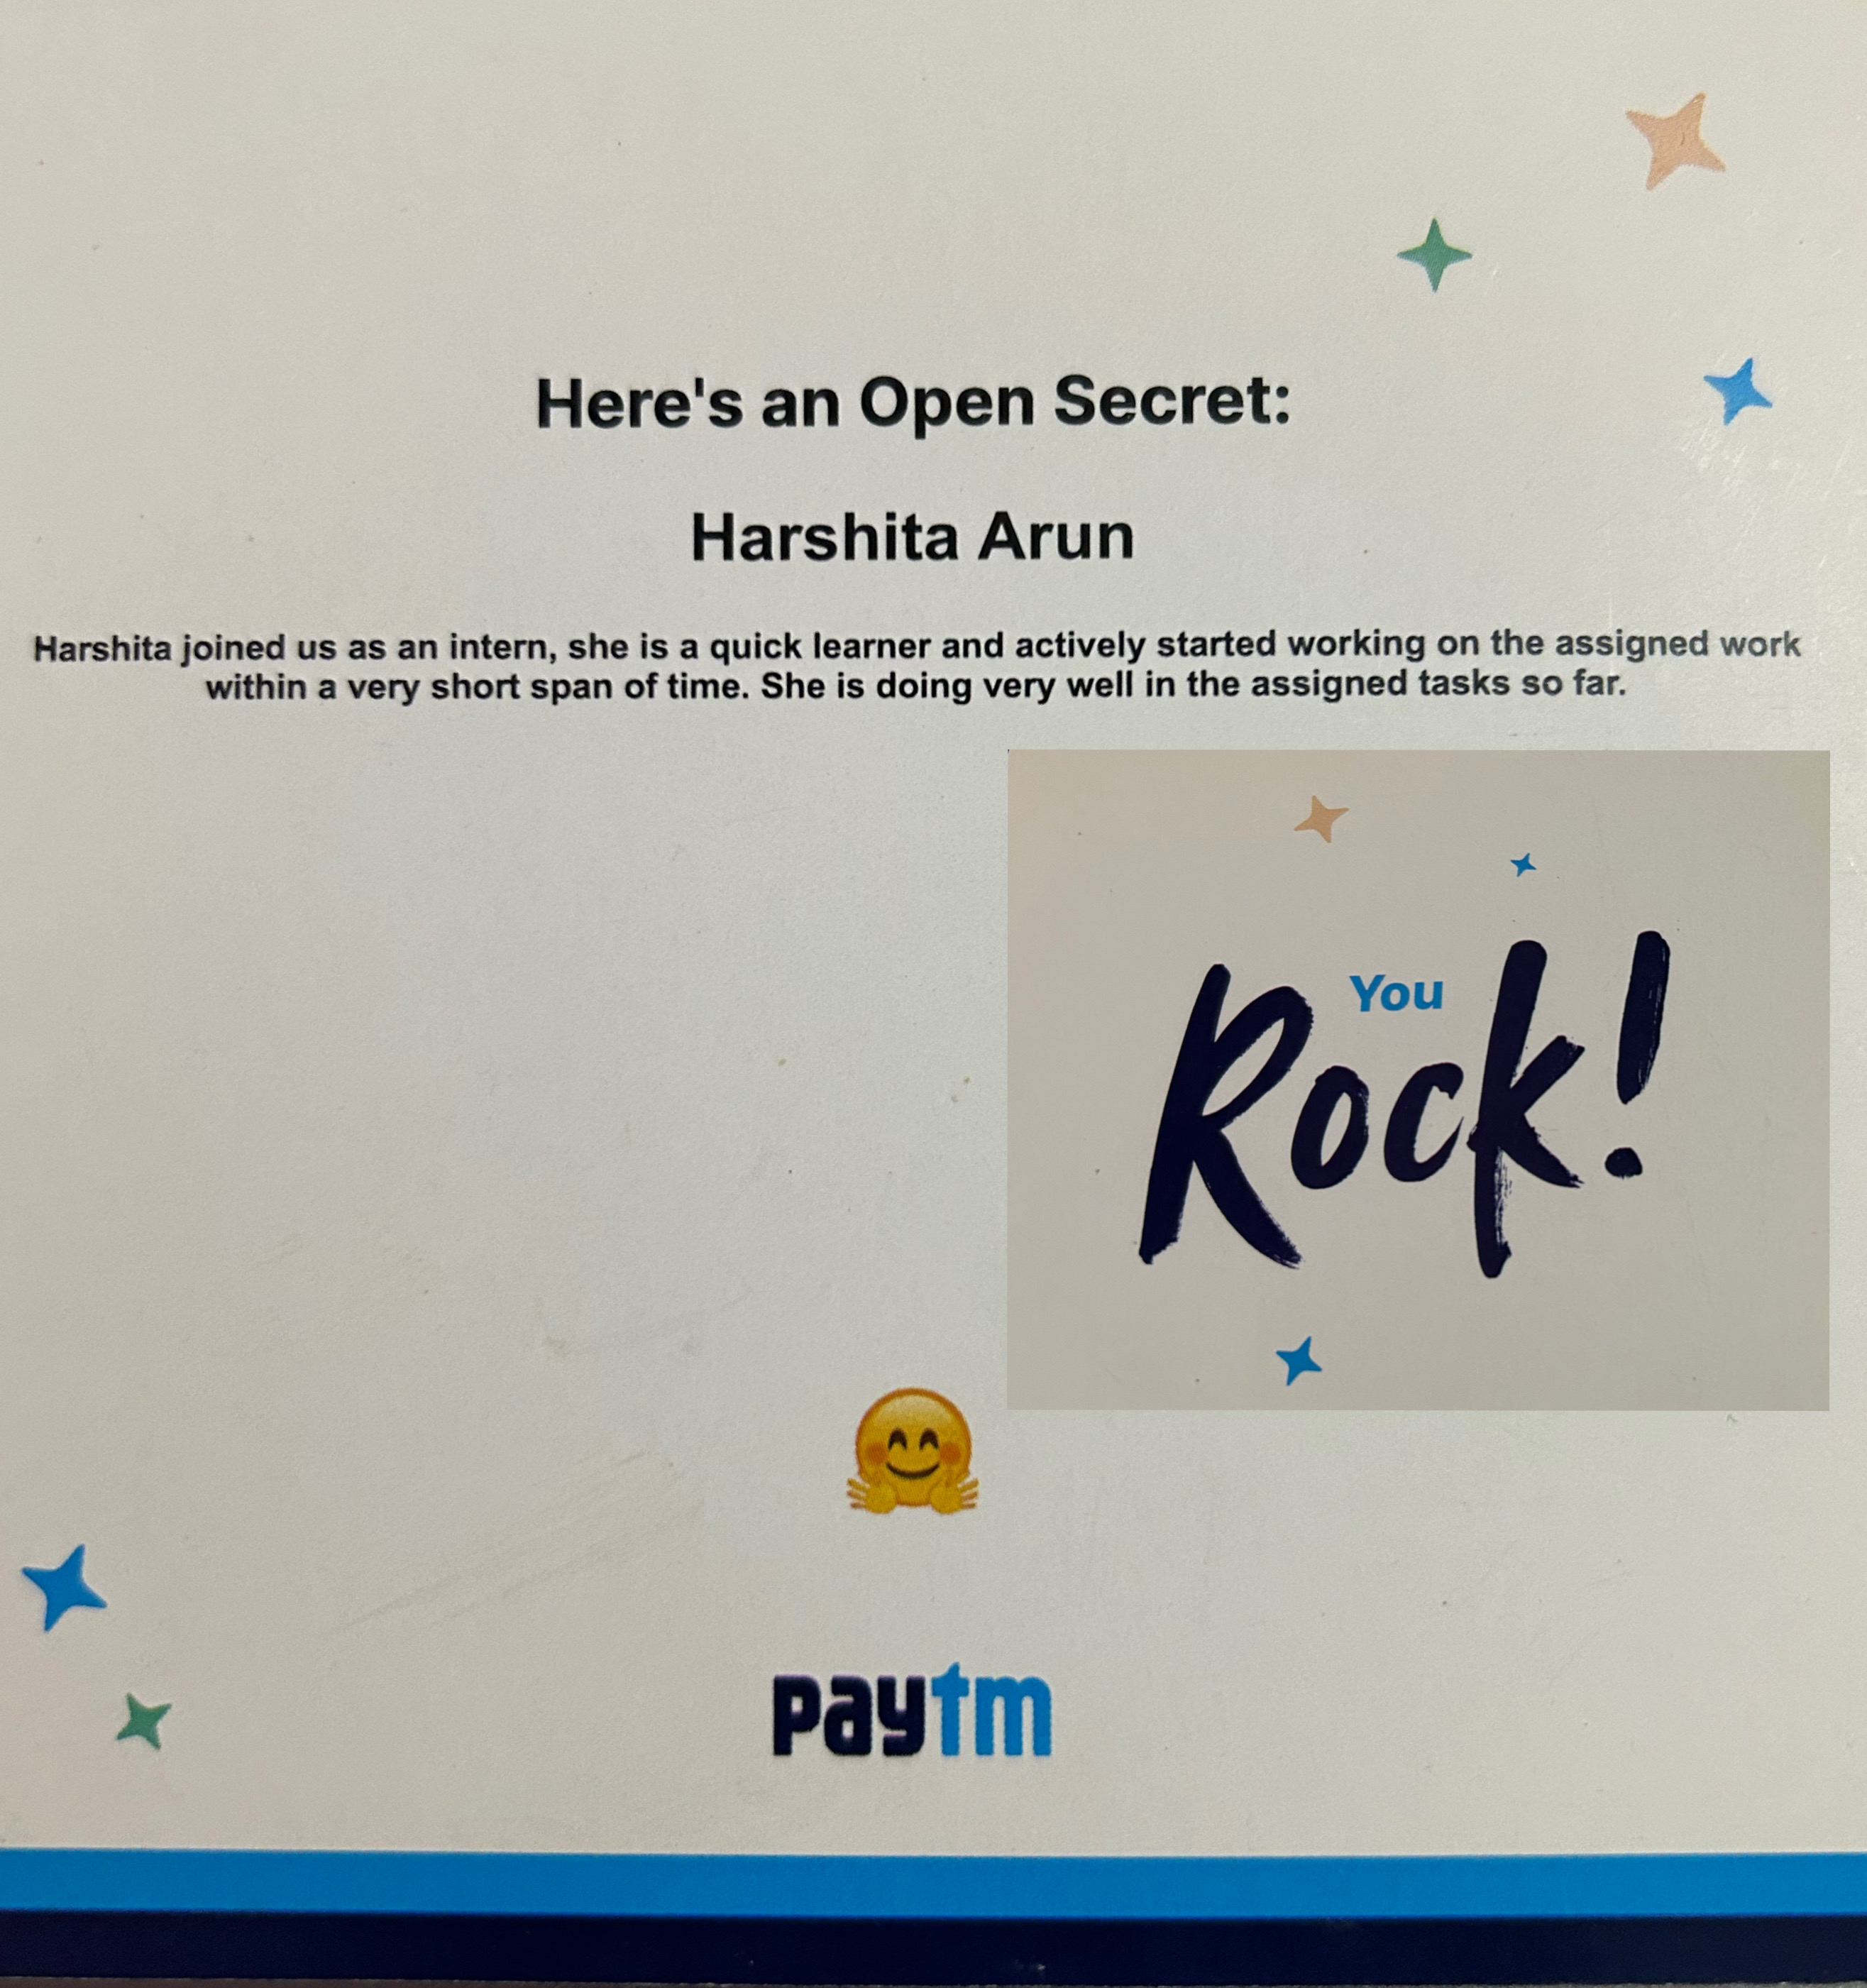 Here's an Open Secret:
Harshita Arun
Harshita joined us as an intern, she is a quick learner and actively started working on the assigned work
within a very short span of time. She is doing very well in the assigned tasks so far.
You
Rock!
paytm